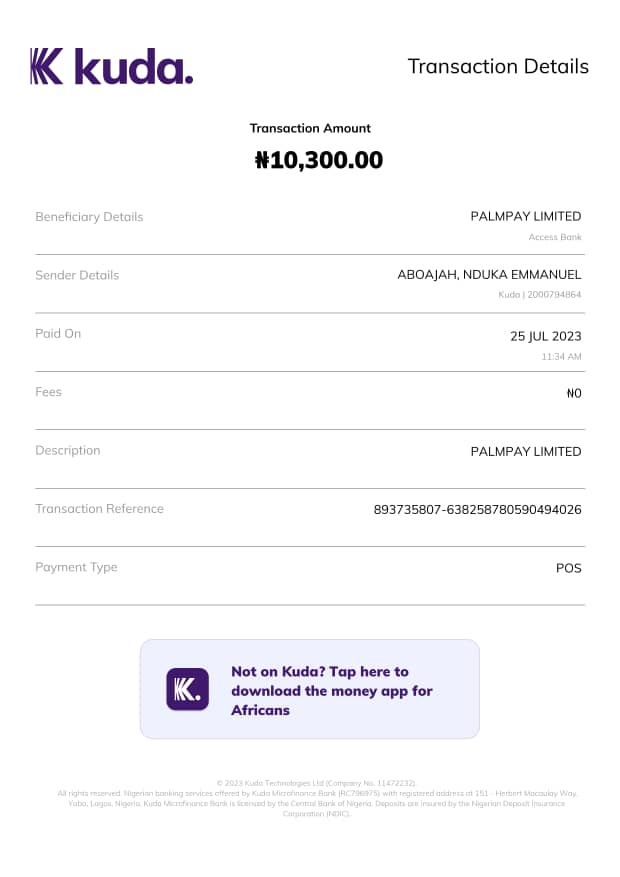 kuda.
Transaction Details
Transaction Amount
₦10,300.00
Beneficiary Details
PALMPAY LIMITED
Access Bank
Sender Details
ABOAJAH, NDUKA EMMANUEL
Kuda | 2000794864
Paid On
25 JUL 2023
11:34 AM
Fees
₦0
Description
PALMPAY LIMITED
Transaction Reference
893735807-638258780590494026
Payment Type
POS
Not on Kuda? Tap here to
download the money app for
Africans
© 2023 Kuda Technologies Ltd (Company No. 11472232).
All rights reserved. Nigerian banking services offered by Kuda Microfinance Bank (RC796975) with registered address at 151 - Herbert Macaulay Way,
Yaba, Lagos, Nigeria. Kuda Microfinance Bank is licensed by the Central Bank of Nigeria. Deposits are insured by the Nigerian Deposit Insurance
Corporation (NDIC).